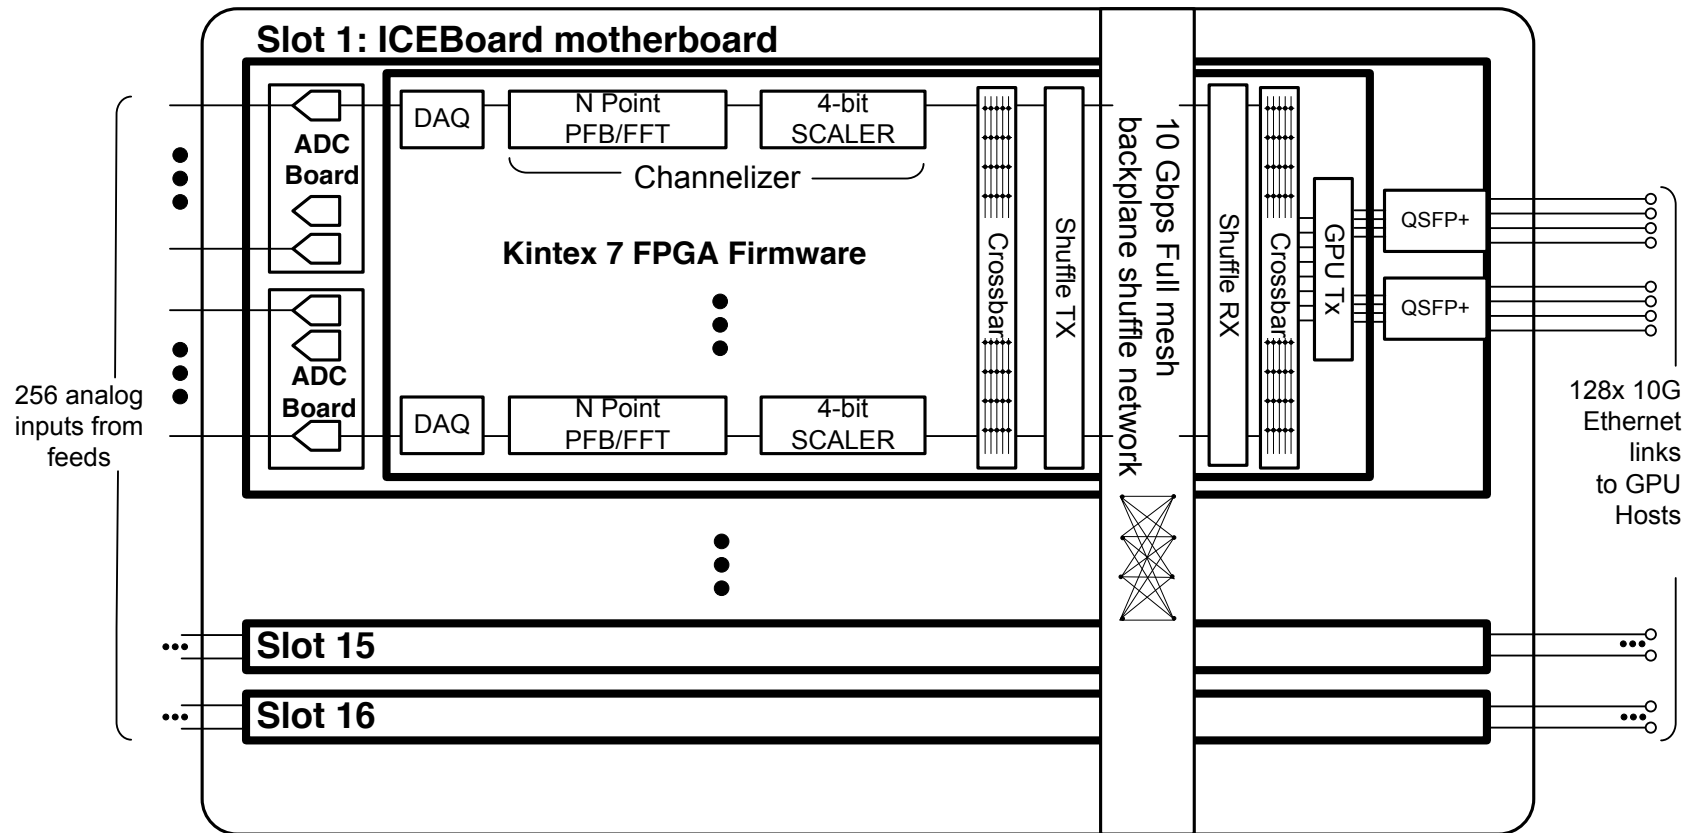 Slot 1: ICEBoard motherboard
ADC
Board
DAQ
N Point
PFB/FFT
4-bit
SCALER
Channelizer
Kintex 7 FPGA Firmware
ADC
Board
DAQ
N Point
PFB/FFT
4-bit
SCALER
Crossbar
Shuffle TX
10 Gbps Full mesh
backplane shuffle network
Shuffle RX
Crossbar
GPU Tx
QSFP+
QSFP+
256 analog
inputs from
feeds
128x 10G
Ethernet
links
to GPU
Hosts
Slot 15
Slot 16